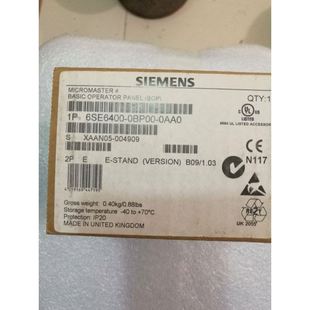 SIEMENS
MICROMASTER 4
BASIC OPERATOR PANEL (BOP)
QTY:1
1P 6SE6400-0BP00-0AA0
S XAAN05-004909
2P E E-STAND (VERSION) B09/1.03
N117
Gross weight: 0.40kg/0.88lbs
Storage temperature -40 to +70°C
Protection: IP20
MADE IN UNITED KINGDOM
UK 2005